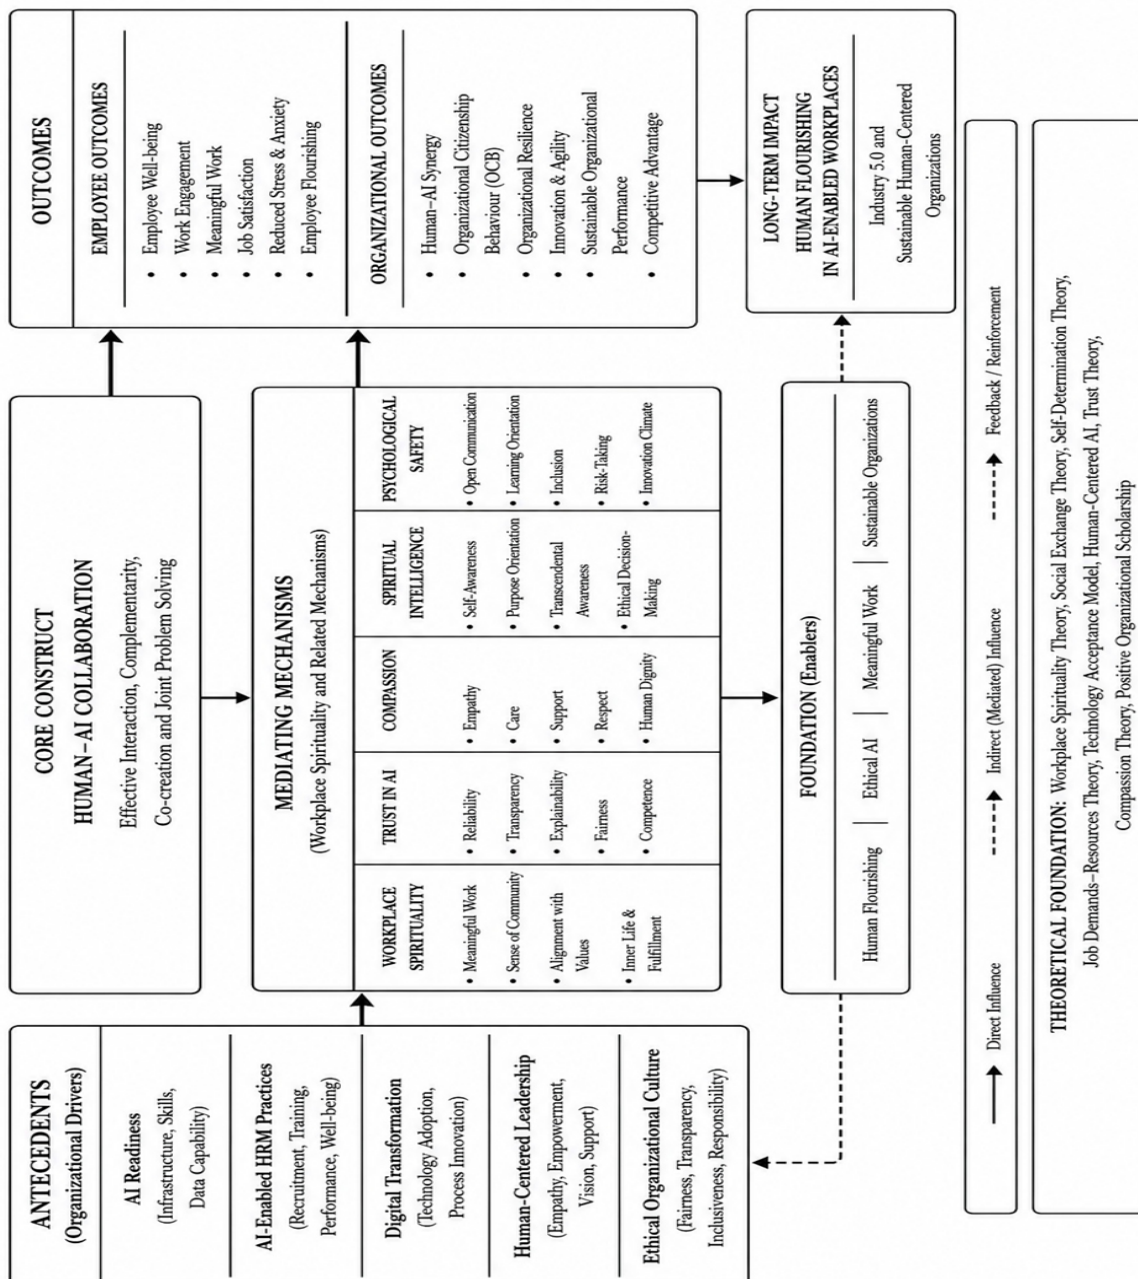 ANTECEDENTS
(Organizational Drivers)
AI Readiness
(Infrastructure, Skills,
Data Capability)
AI-Enabled HRM Practices
(Recruitment, Training,
Performance, Well-being)
Digital Transformation
(Technology Adoption,
Process Innovation)
Human-Centered Leadership
(Empathy, Empowerment,
Vision, Support)
Ethical Organizational Culture
(Fairness, Transparency,
Inclusiveness, Responsibility)
CORE CONSTRUCT
HUMAN–AI COLLABORATION
Effective Interaction, Complementarity,
Co-creation and Joint Problem Solving
MEDIATING MECHANISMS
(Workplace Spirituality and Related Mechanisms)
WORKPLACE
SPIRITUALITY
• Meaningful Work
• Sense of Community
• Alignment with
Values
• Inner Life &
Fulfillment
TRUST IN AI
• Reliability
• Transparency
• Explainability
• Fairness
• Competence
COMPASSION
• Empathy
• Care
• Support
• Respect
• Human Dignity
SPIRITUAL
INTELLIGENCE
• Self-Awareness
• Purpose Orientation
• Transcendental
Awareness
• Ethical Decision-
Making
PSYCHOLOGICAL
SAFETY
• Open Communication
• Learning Orientation
• Inclusion
• Risk-Taking
• Innovation Climate
FOUNDATION (Enablers)
Human Flourishing | Ethical AI | Meaningful Work | Sustainable Organizations
OUTCOMES
EMPLOYEE OUTCOMES
• Employee Well-being
• Work Engagement
• Meaningful Work
• Job Satisfaction
• Reduced Stress & Anxiety
• Employee Flourishing
ORGANIZATIONAL OUTCOMES
• Human–AI Synergy
• Organizational Citizenship
Behaviour (OCB)
• Organizational Resilience
• Innovation & Agility
• Sustainable Organizational
Performance
• Competitive Advantage
LONG-TERM IMPACT
HUMAN FLOURISHING
IN AI-ENABLED WORKPLACES
Industry 5.0 and
Sustainable Human-Centered
Organizations
Direct Influence
Indirect (Mediated) Influence
Feedback / Reinforcement
THEORETICAL FOUNDATION: Workplace Spirituality Theory, Social Exchange Theory, Self-Determination Theory,
Job Demands–Resources Theory, Technology Acceptance Model, Human-Centered AI, Trust Theory,
Compassion Theory, Positive Organizational Scholarship